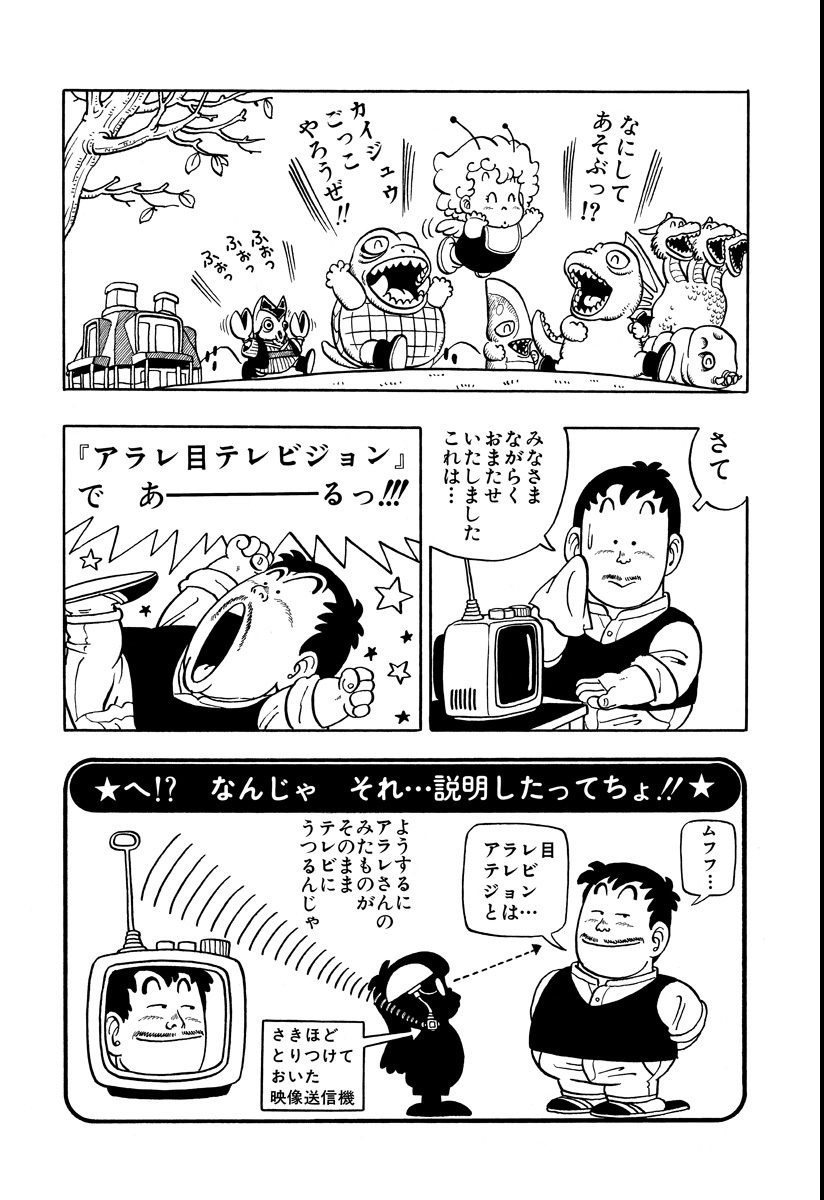 なにして
あそぶっ!?
カイジュウ
ごっこ
やろうぜ!!
ふぉっ
ふぉっ
ふぉっ
さて
みなさま
ながらく
おまたせ
いたしました
これは…
『アラレ目テレビジョン』
で あ━━━━るっ!!!
★へ!? なんじゃ それ…説明したってちょ!!★
ムフフ…
目
レビン…
ラレョは
アテジと
ようするに
アラレさんの
みたものが
そのまま
テレビに
うつるんじゃ
さきほど
とりつけて
おいた
映像送信機